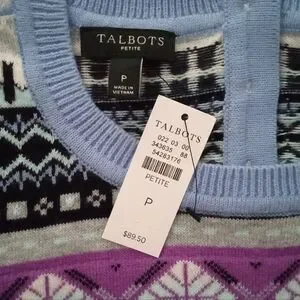 TALBOTS
PETITE
P
MADE IN
VIETNAM
TALBOTS
022 03 00
343635 88
54283176
PETITE
P
$89.50